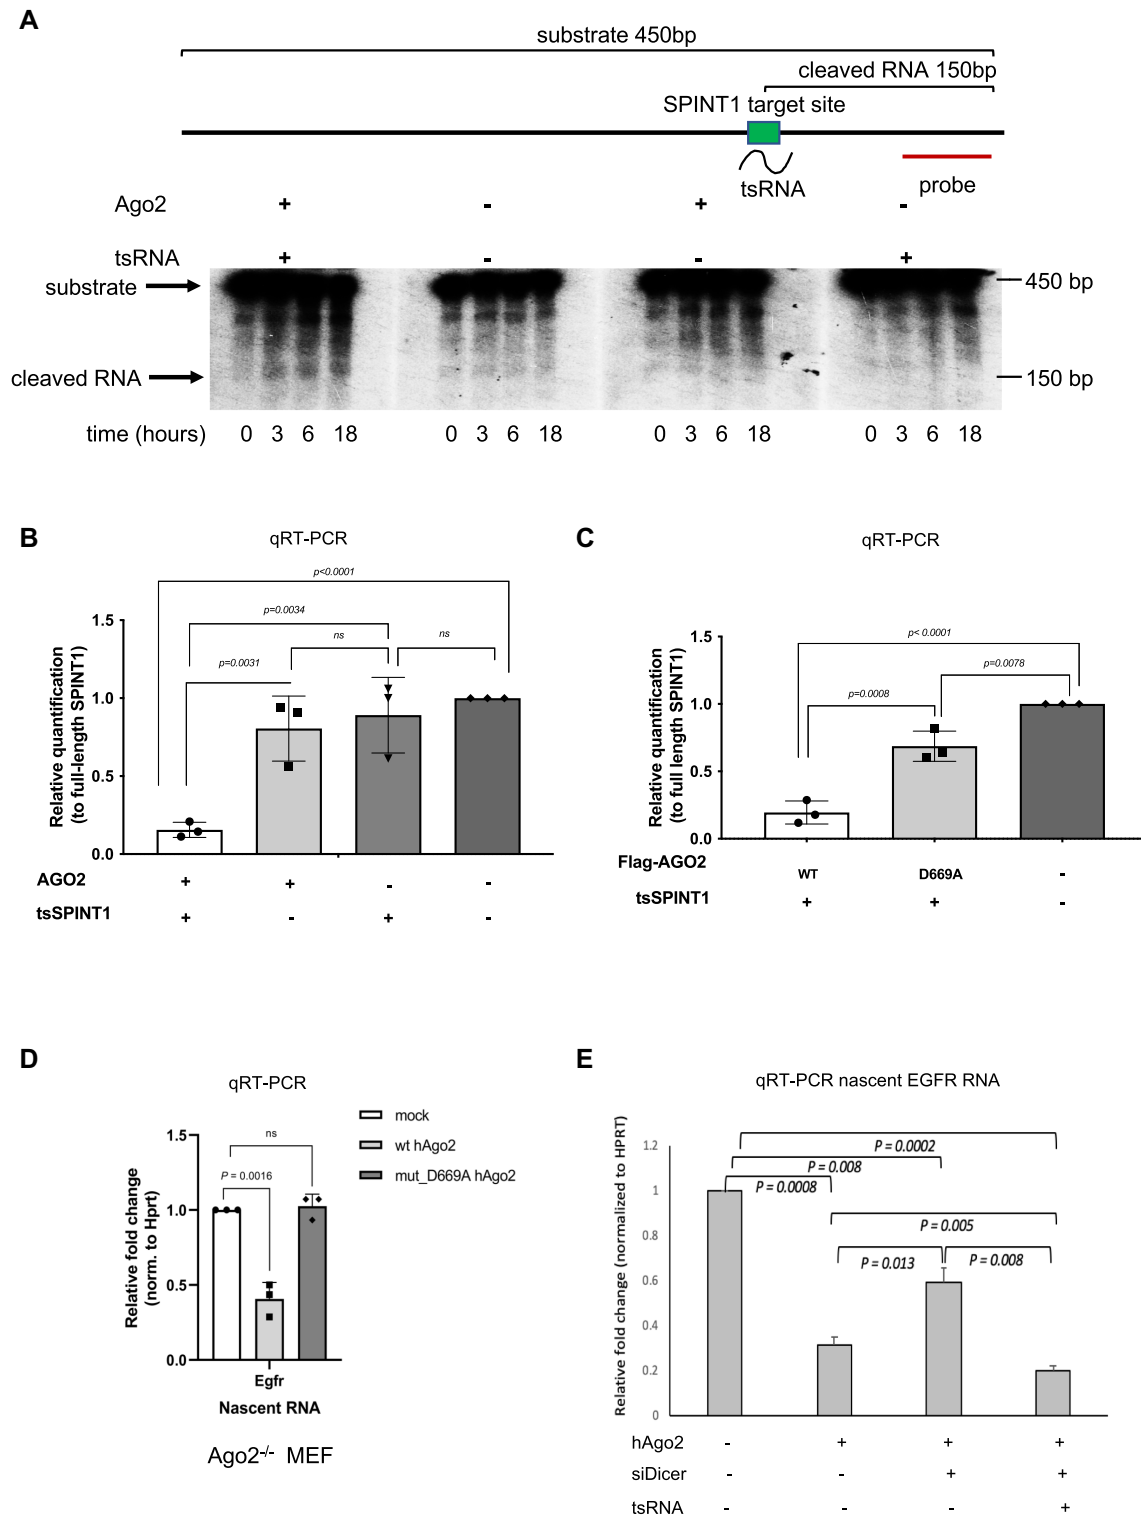 A
substrate 450bp
cleaved RNA 150bp
SPINT1 target site
tsRNA
probe
Ago2 + - + -
tsRNA + - - +
substrate
450 bp
cleaved RNA
150 bp
time (hours) 0 3 6 18 0 3 6 18 0 3 6 18 0 3 6 18
B
qRT-PCR
p<0.0001
p=0.0034
ns
ns
p=0.0031
Relative quantification
(to full-length SPINT1)
1.5
1.0
0.5
0.0
AGO2 + + - -
tsSPINT1 + - + -
C
qRT-PCR
p< 0.0001
p=0.0078
p=0.0008
Relative quantification
(to full length SPINT1)
1.5
1.0
0.5
0.0
Flag-AGO2 WT D669A -
tsSPINT1 + + -
D
qRT-PCR
mock
wt hAgo2
mut_D669A hAgo2
ns
P = 0.0016
Relative fold change
(norm. to Hprt)
1.5
1.0
0.5
0.0
Egfr
Nascent RNA
Ago2-/- MEF
E
qRT-PCR nascent EGFR RNA
P = 0.0002
P = 0.008
P = 0.0008
P = 0.005
P = 0.013
P = 0.008
Relative fold change (normalized to HPRT)
1.2
1
0.8
0.6
0.4
0.2
0
hAgo2 - + + +
siDicer - - + +
tsRNA - - - +